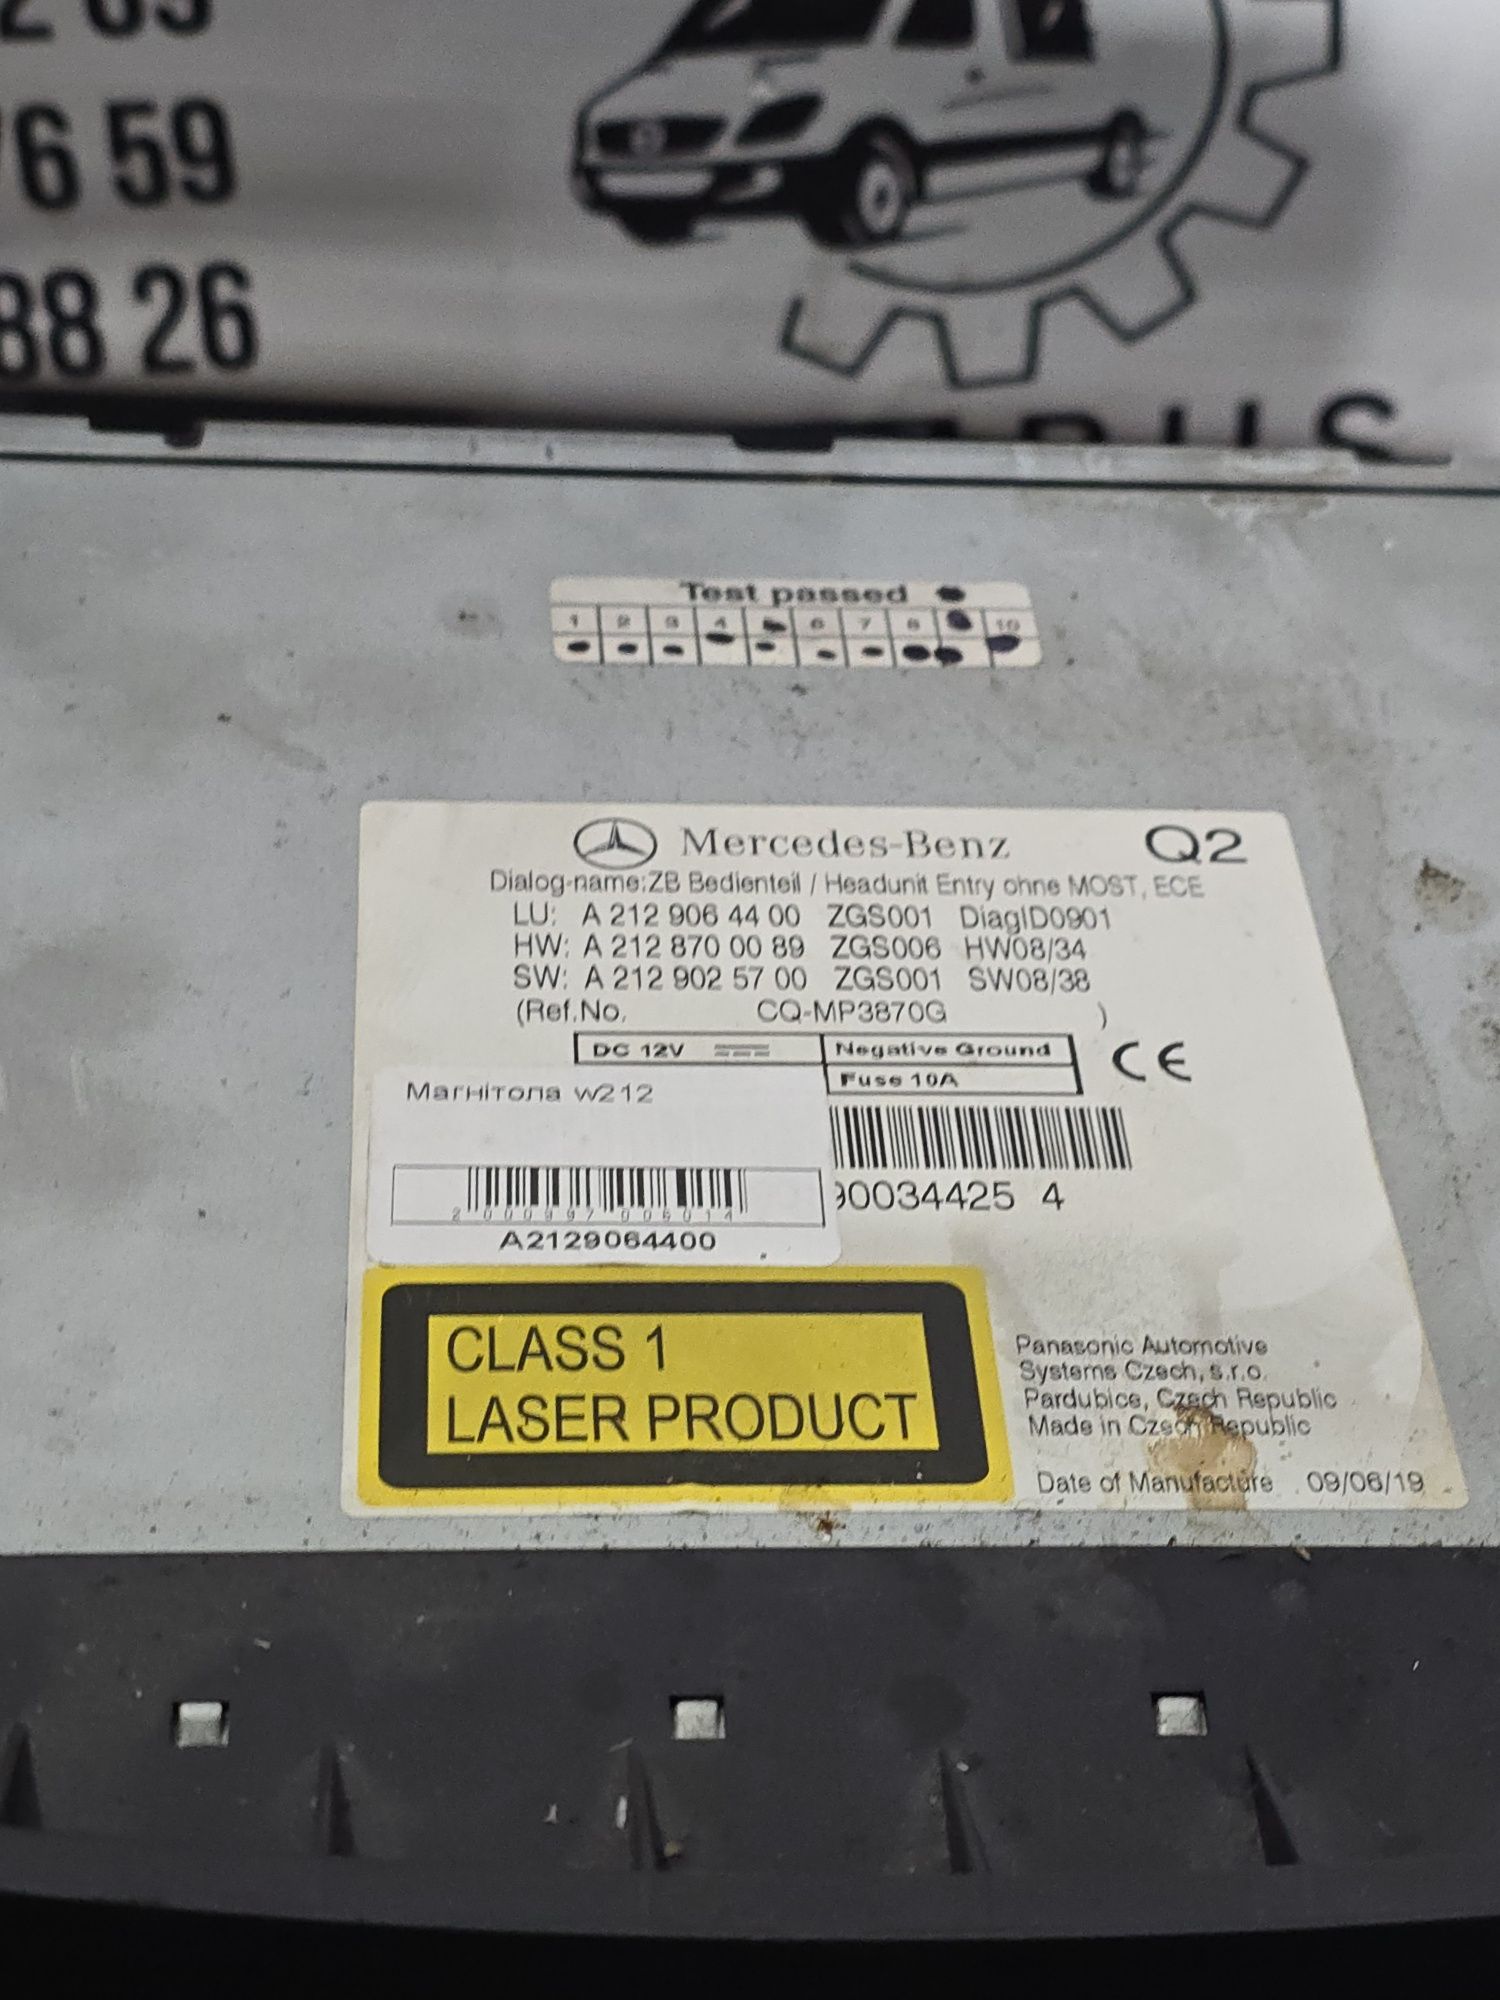 6 59
88 26
Test passed
1 2 3 4 5 6 7 8 10
Mercedes-Benz Q2
Dialog-name:ZB Bedienteil / Headunit Entry ohne MOST, ECE
LU: A 212 906 44 00 ZGS001 DiagID0901
HW: A 212 870 00 89 ZGS006 HW08/34
SW: A 212 902 57 00 ZGS001 SW08/38
(Ref.No. CQ-MP3870G )
DC 12V Negative Ground CE
Fuse 10A
Магнітола w212
90034425 4
A2129064400
CLASS 1
LASER PRODUCT
Panasonic Automotive
Systems Czech, s.r.o.
Pardubice, Czech Republic
Made in Czech Republic
Date of Manufacture 09/06/19